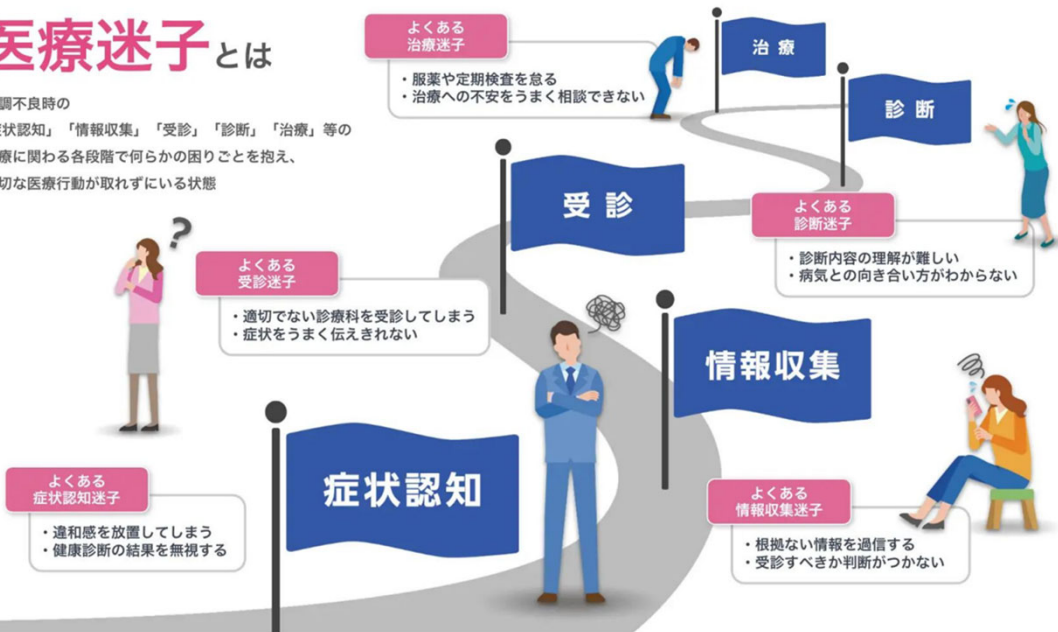 医療迷子とは
調不良時の
状認知」「情報収集」「受診」「診断」「治療」等の
療に関わる各段階で何らかの困りごとを抱え、
切な医療行動が取れずにいる状態
よくある
治療迷子
・服薬や定期検査を怠る
・治療への不安をうまく相談できない
治療
診断
よくある
診断迷子
・診断内容の理解が難しい
・病気との向き合い方がわからない
受診
?
よくある
受診迷子
・適切でない診療科を受診してしまう
・症状をうまく伝えきれない
情報収集
よくある
情報収集迷子
・根拠ない情報を過信する
・受診すべきか判断がつかない
症状認知
よくある
症状認知迷子
・違和感を放置してしまう
・健康診断の結果を無視する